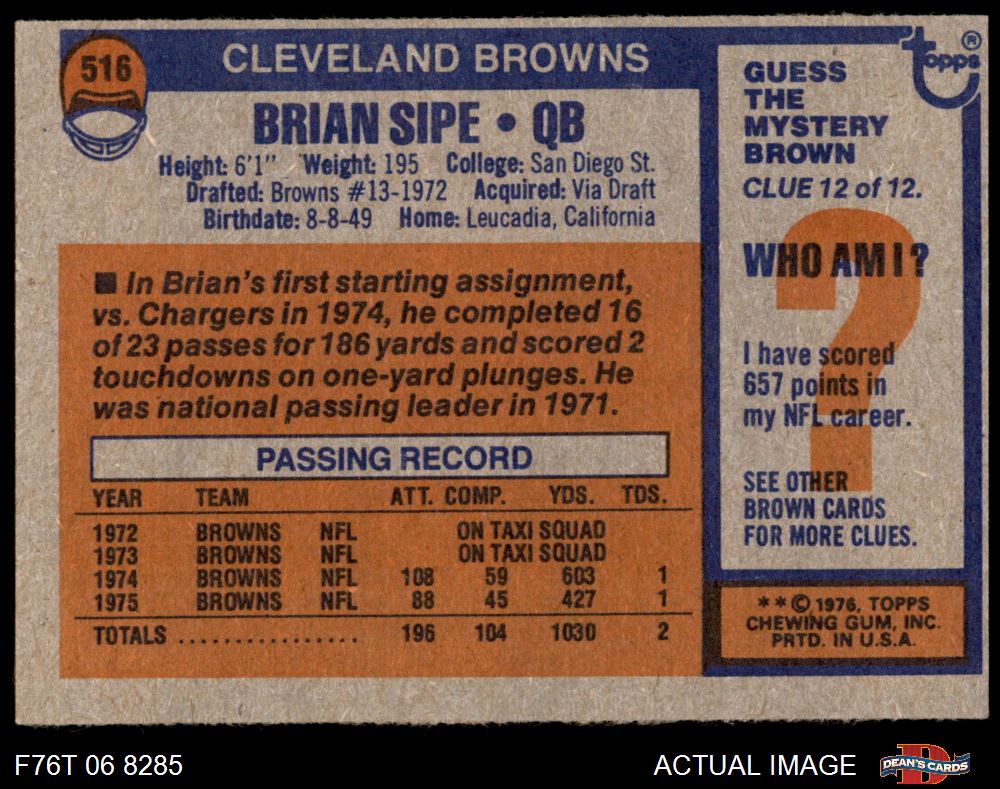 516
CLEVELAND BROWNS
BRIAN SIPE • QB
Height: 6'1" Weight: 195 College: San Diego St.
Drafted: Browns #13-1972 Acquired: Via Draft
Birthdate: 8-8-49 Home: Leucadia, California
■ In Brian's first starting assignment,
vs. Chargers in 1974, he completed 16
of 23 passes for 186 yards and scored 2
touchdowns on one-yard plunges. He
was national passing leader in 1971.
PASSING RECORD
YEAR TEAM ATT. COMP. YDS. TDS.
1972 BROWNS NFL ON TAXI SQUAD
1973 BROWNS NFL ON TAXI SQUAD
1974 BROWNS NFL 108 59 603 1
1975 BROWNS NFL 88 45 427 1
TOTALS ................. 196 104 1030 2
topps®
GUESS
THE
MYSTERY
BROWN
CLUE 12 of 12.
?
WHO AM I?
I have scored
657 points in
my NFL career.
SEE OTHER
BROWN CARDS
FOR MORE CLUES.
**© 1976, TOPPS
CHEWING GUM, INC.
PRTD. IN U.S.A.
F76T 06 8285
ACTUAL IMAGE
D
DEAN'S CARDS